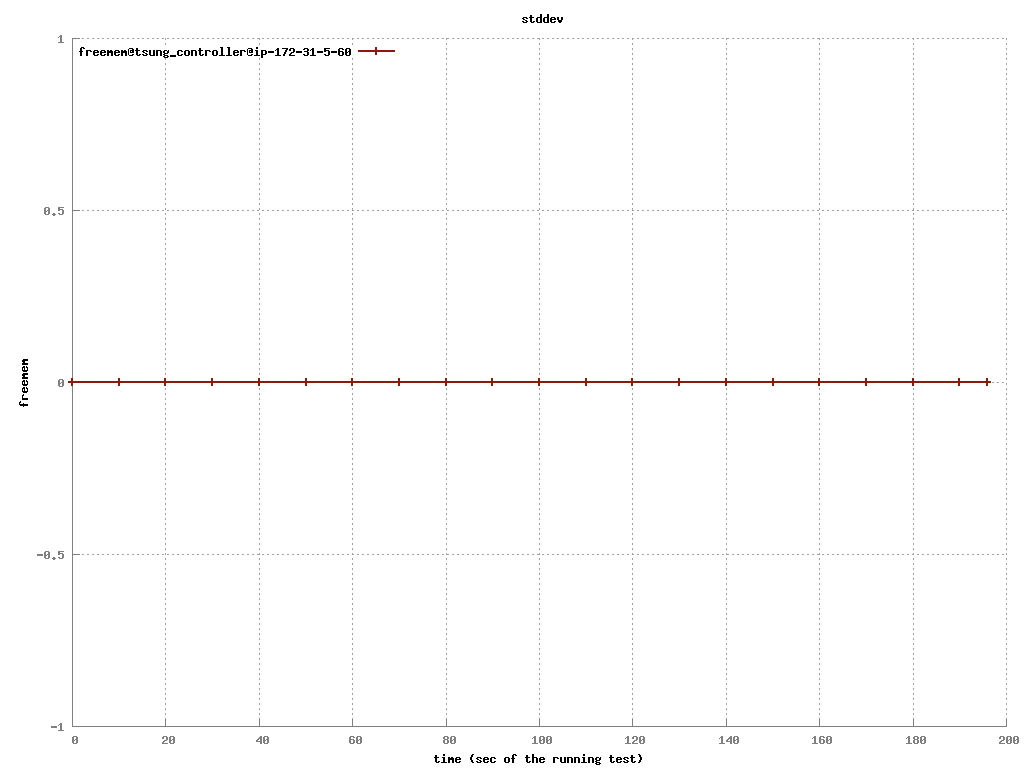 stddev
1
freemem@tsung_controller@ip-172-31-5-60
0.5
freemem
0
-0.5
-1
0 20 40 60 80 100 120 140 160 180 200
time (sec of the running test)